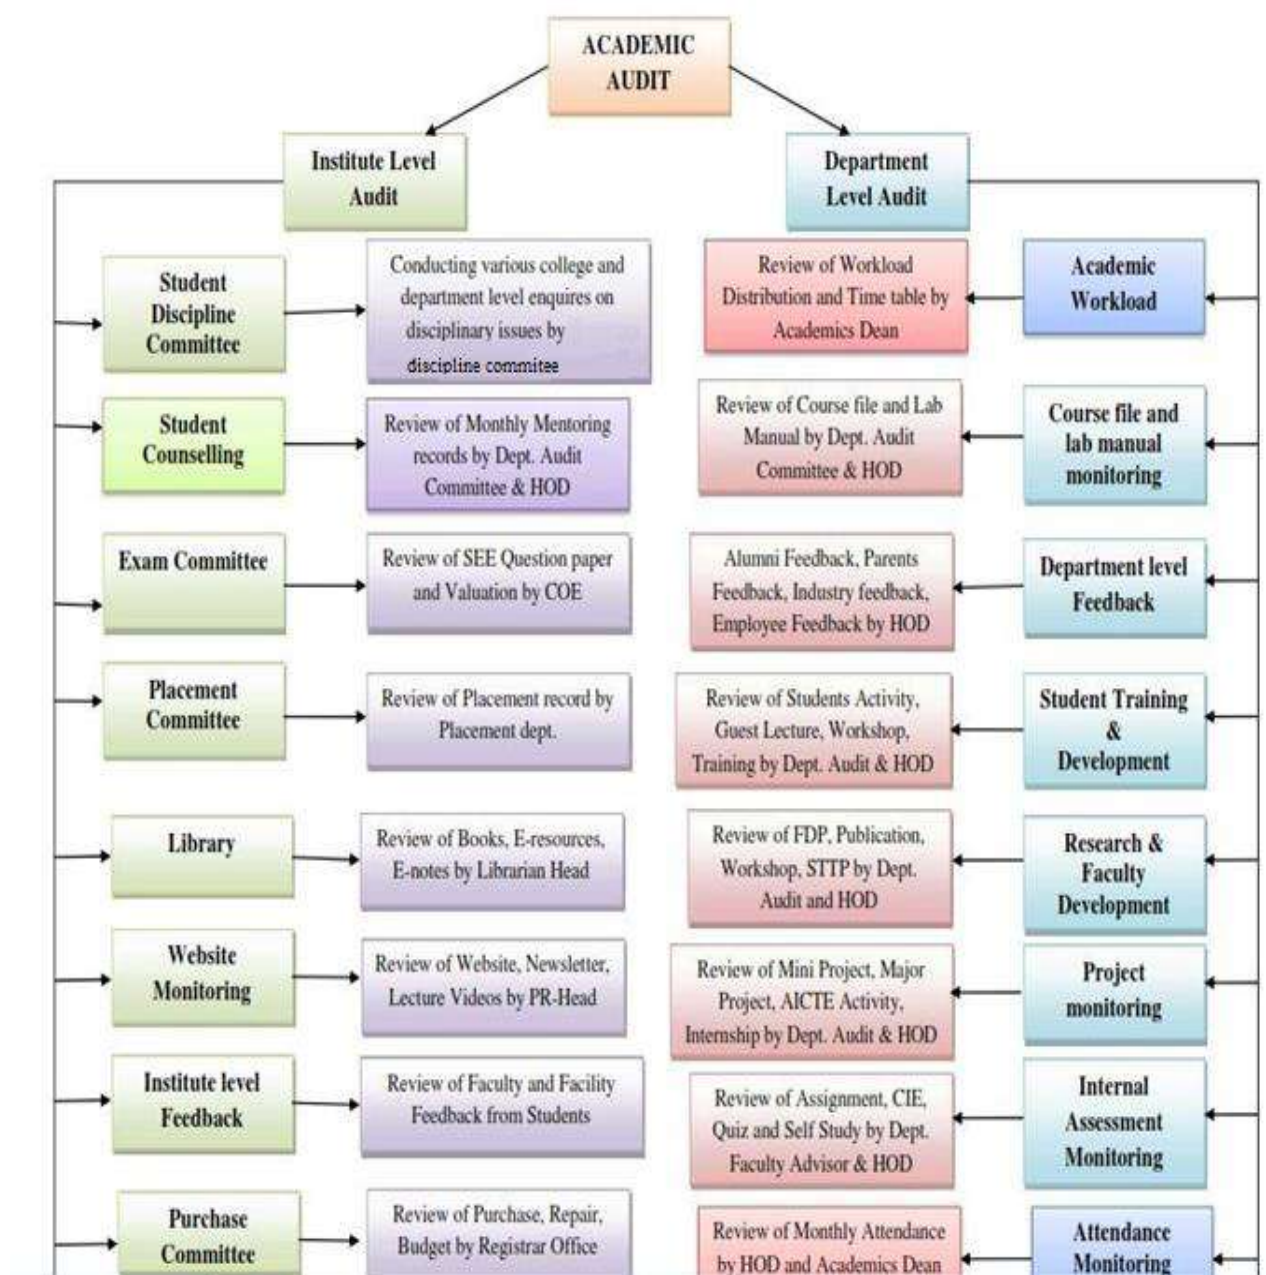 ACADEMIC
AUDIT
Institute Level
Audit
Department
Level Audit
Student
Discipline
Committee
Conducting various college and
department level enquires on
disciplinary issues by
discipline commitee
Review of Workload
Distribution and Time table by
Academics Dean
Academic
Workload
Student
Counselling
Review of Monthly Mentoring
records by Dept. Audit
Committee & HOD
Review of Course file and Lab
Manual by Dept. Audit
Committee & HOD
Course file and
lab manual
monitoring
Exam Committee
Review of SEE Question paper
and Valuation by COE
Alumni Feedback, Parents
Feedback, Industry feedback,
Employee Feedback by HOD
Department level
Feedback
Placement
Committee
Review of Placement record by
Placement dept.
Review of Students Activity,
Guest Lecture, Workshop,
Training by Dept. Audit & HOD
Student Training
&
Development
Library
Review of Books, E-resources,
E-notes by Librarian Head
Review of FDP, Publication,
Workshop, STTP by Dept.
Audit and HOD
Research &
Faculty
Development
Website
Monitoring
Review of Website, Newsletter,
Lecture Videos by PR-Head
Review of Mini Project, Major
Project, AICTE Activity,
Internship by Dept. Audit & HOD
Project
monitoring
Institute level
Feedback
Review of Faculty and Facility
Feedback from Students
Review of Assignment, CIE,
Quiz and Self Study by Dept.
Faculty Advisor & HOD
Internal
Assessment
Monitoring
Purchase
Committee
Review of Purchase, Repair,
Budget by Registrar Office
Review of Monthly Attendance
by HOD and Academics Dean
Attendance
Monitoring